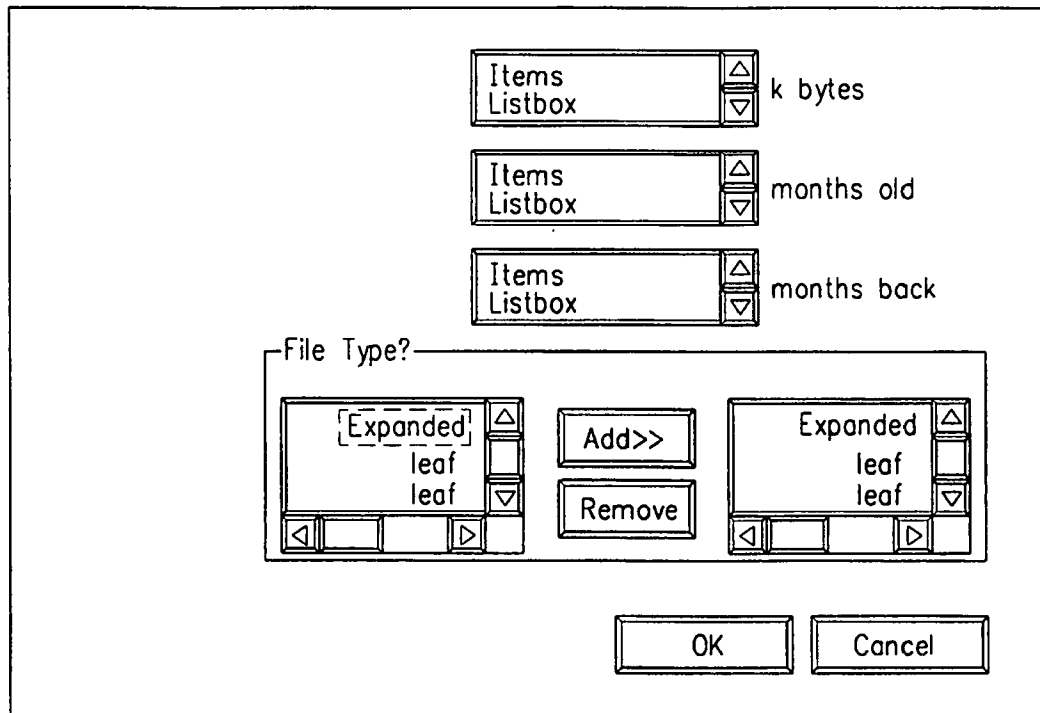 Items
Listbox
k bytes
Items
Listbox
months old
Items
Listbox
months back
File Type?
Expanded
leaf
leaf
Add>>
Remove
Expanded
leaf
leaf
OK
Cancel